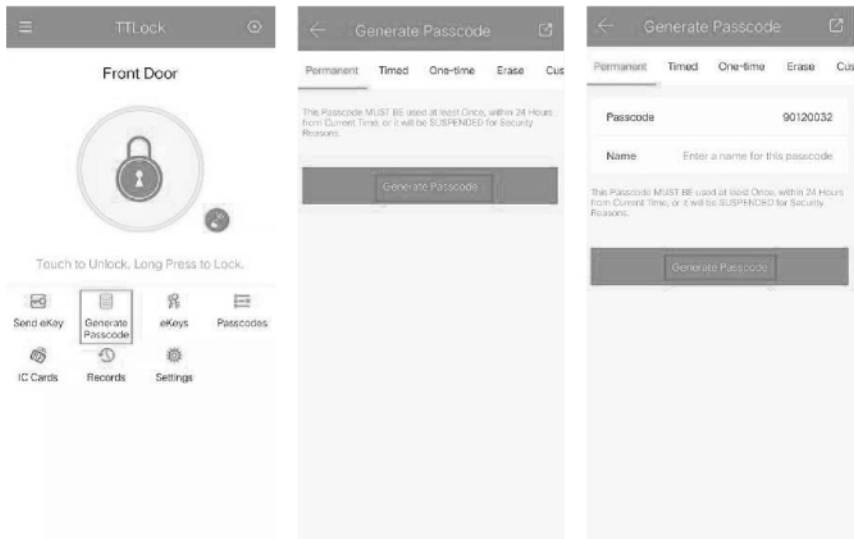 TTLock
Front Door
Touch to Unlock, Long Press to Lock.
Send eKey
Generate
Passcode
eKeys
Passcodes
IC Cards
Records
Settings
Generate Passcode
Permanent Timed One-time Erase Cus
This Passcode MUST BE used at least Once, within 24 Hours
from Current Time, or it will be SUSPENDED for Security
Reasons.
Generate Passcode
Generate Passcode
Permanent Timed One-time Erase Cus
Passcode 90120032
Name Enter a name for this passcode
This Passcode MUST BE used at least Once, within 24 Hours
from Current Time, or it will be SUSPENDED for Security
Reasons.
Generate Passcode